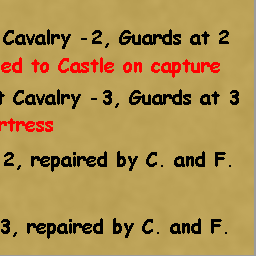 Cavalry -2, Guards at 2
ed to Castle on capture
t Cavalry -3, Guards at 3
rtress
2, repaired by C. and F.
3, repaired by C. and F.